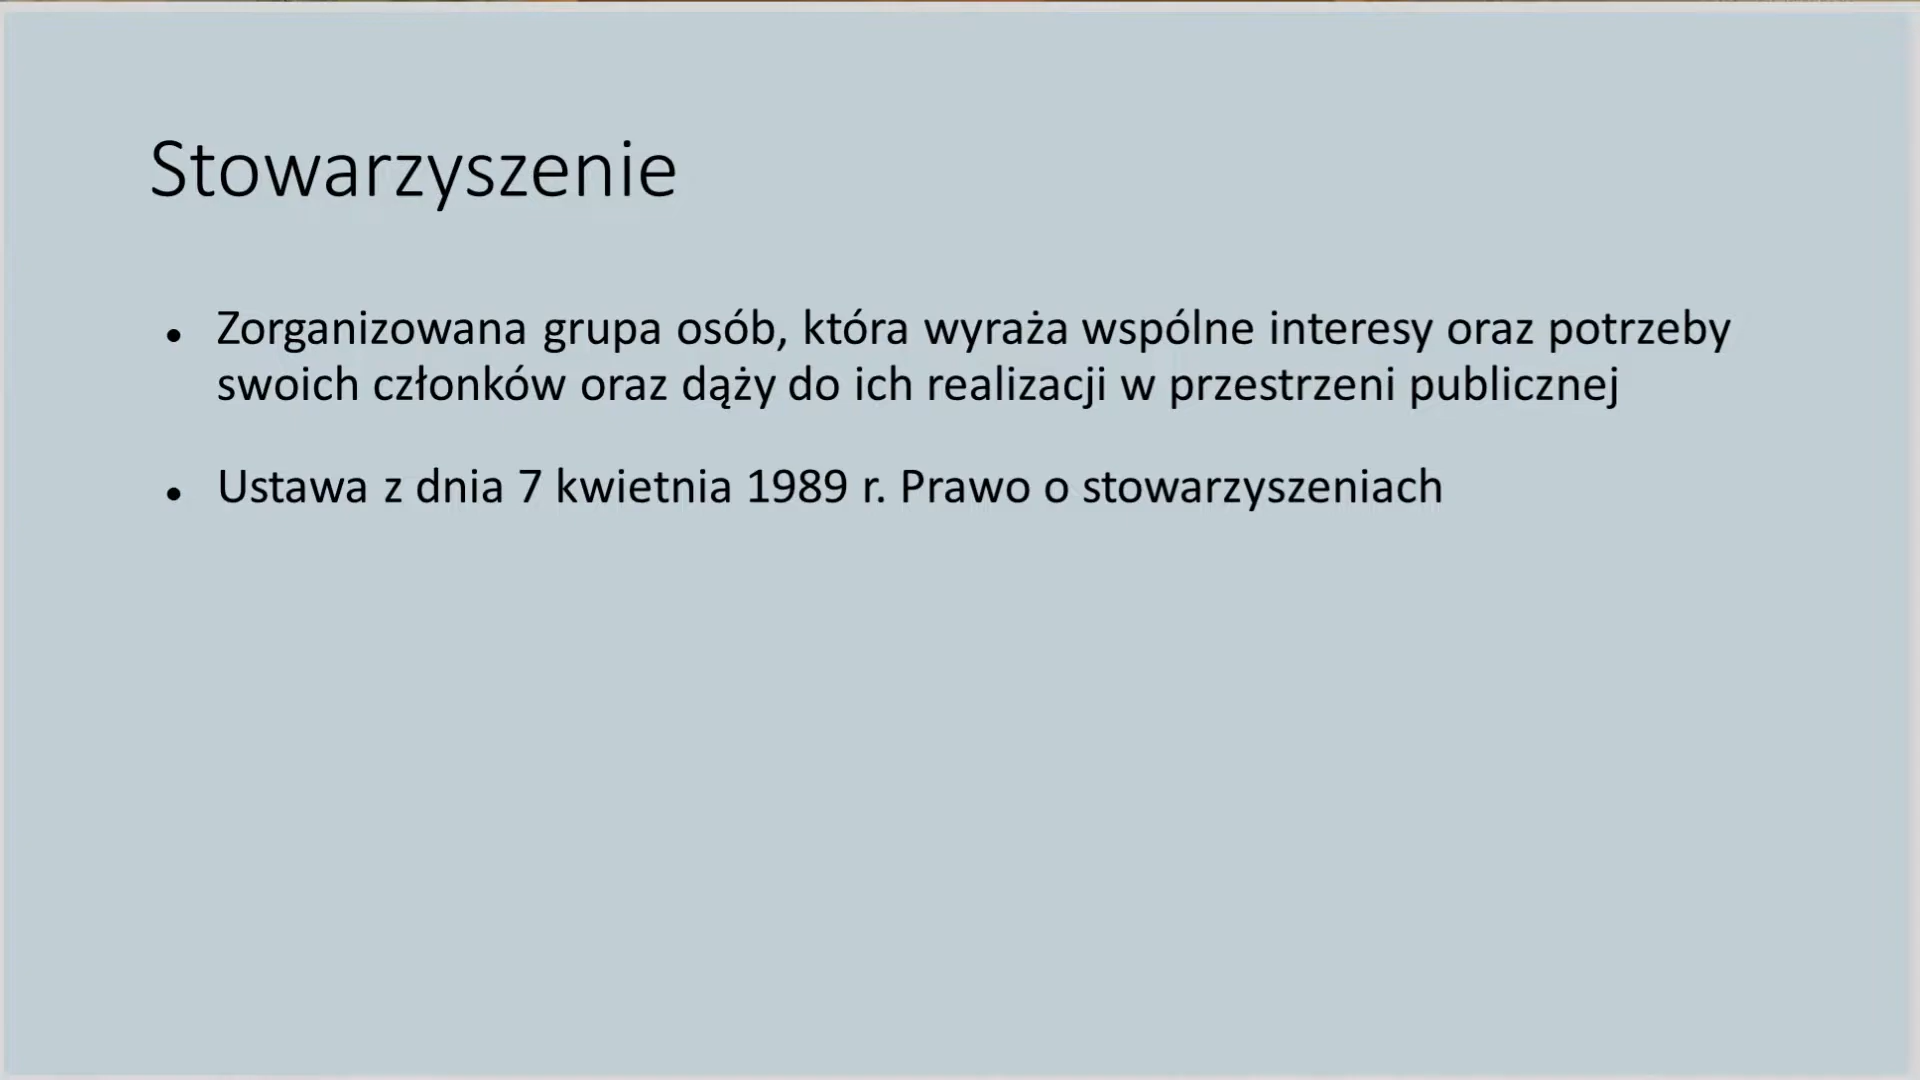 Stowarzyszenie
• Zorganizowana grupa osób, która wyraża wspólne interesy oraz potrzeby
swoich członków oraz dąży do ich realizacji w przestrzeni publicznej
• Ustawa z dnia 7 kwietnia 1989 r. Prawo o stowarzyszeniach